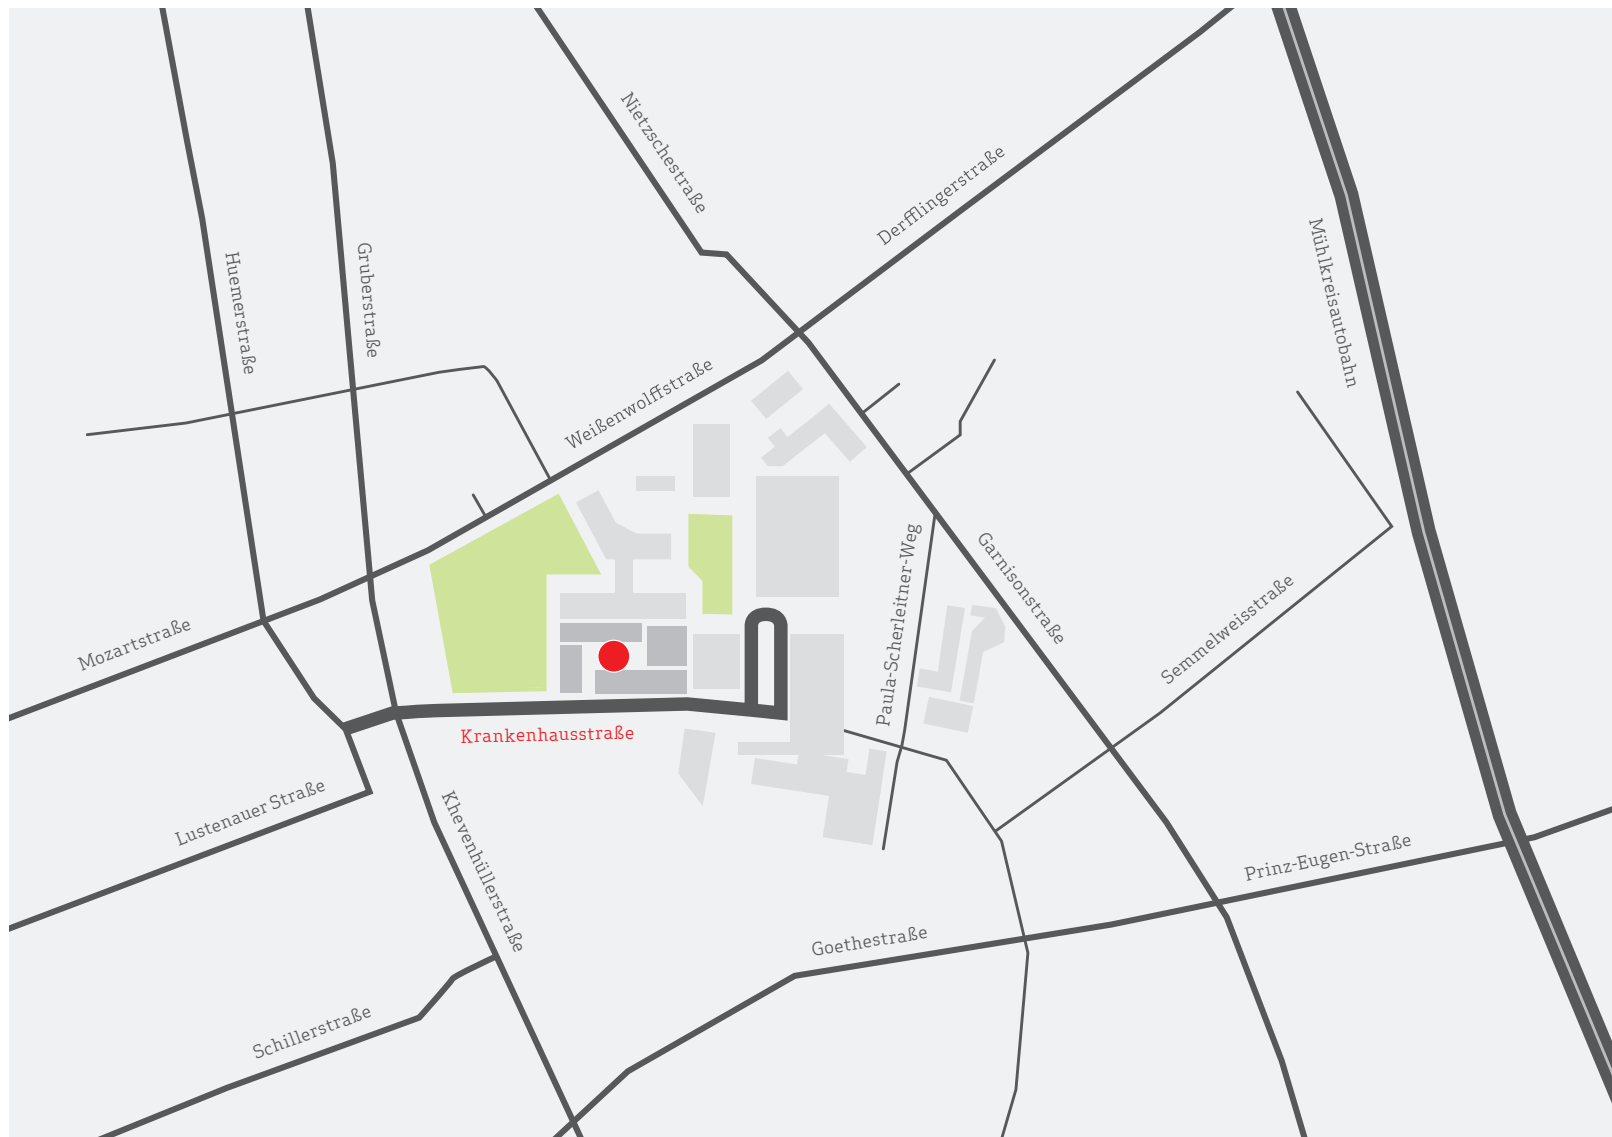 Nietzschestraße
Derfflingerstraße
Mühlkreisautobahn
Huemerstraße
Gruberstraße
Weißenwolffstraße
Paula-Scherleitner-Weg
Garnisonstraße
Semmelweisstraße
Mozartstraße
Krankenhausstraße
Lustenauer Straße
Khevenhüllerstraße
Prinz-Eugen-Straße
Goethestraße
Schillerstraße